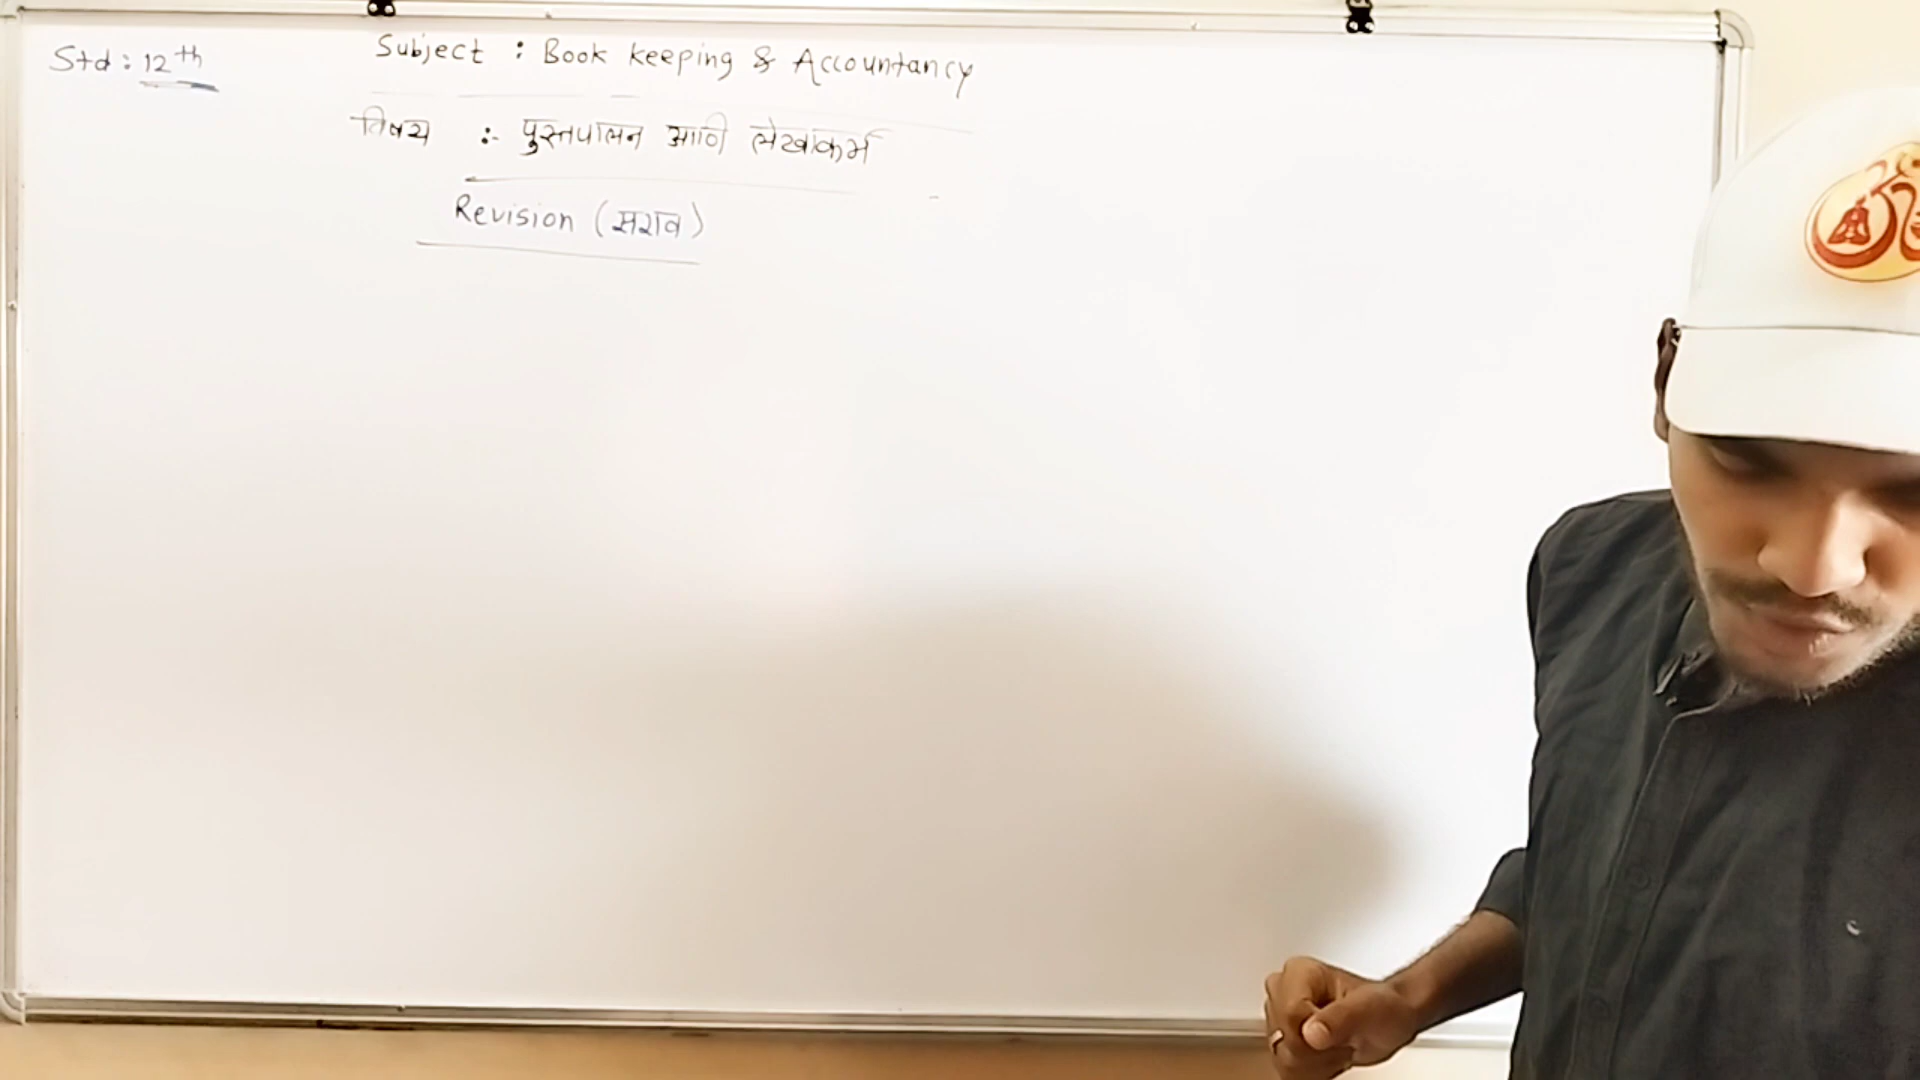 Std : 12th
Subject : Book keeping & Accountancy
विषय :- पुस्तपालन आणि लेखाकर्म
Revision (सराव)